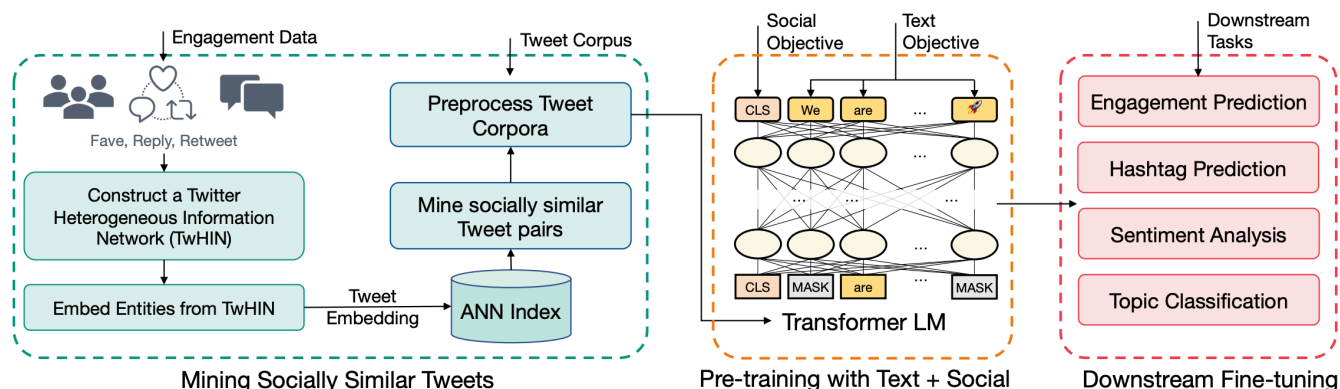 Engagement Data
Fave, Reply, Retweet
Construct a Twitter
Heterogeneous Information
Network (TwHIN)
Embed Entities from TwHIN
Tweet
Embedding
ANN Index
Mine socially similar
Tweet pairs
Tweet Corpus
Preprocess Tweet
Corpora
Mining Socially Similar Tweets
Social
Objective
Text
Objective
CLS We are ... 🚀
...
... ...
...
CLS MASK are ... MASK
Transformer LM
Pre-training with Text + Social
Downstream
Tasks
Engagement Prediction
Hashtag Prediction
Sentiment Analysis
Topic Classification
Downstream Fine-tuning